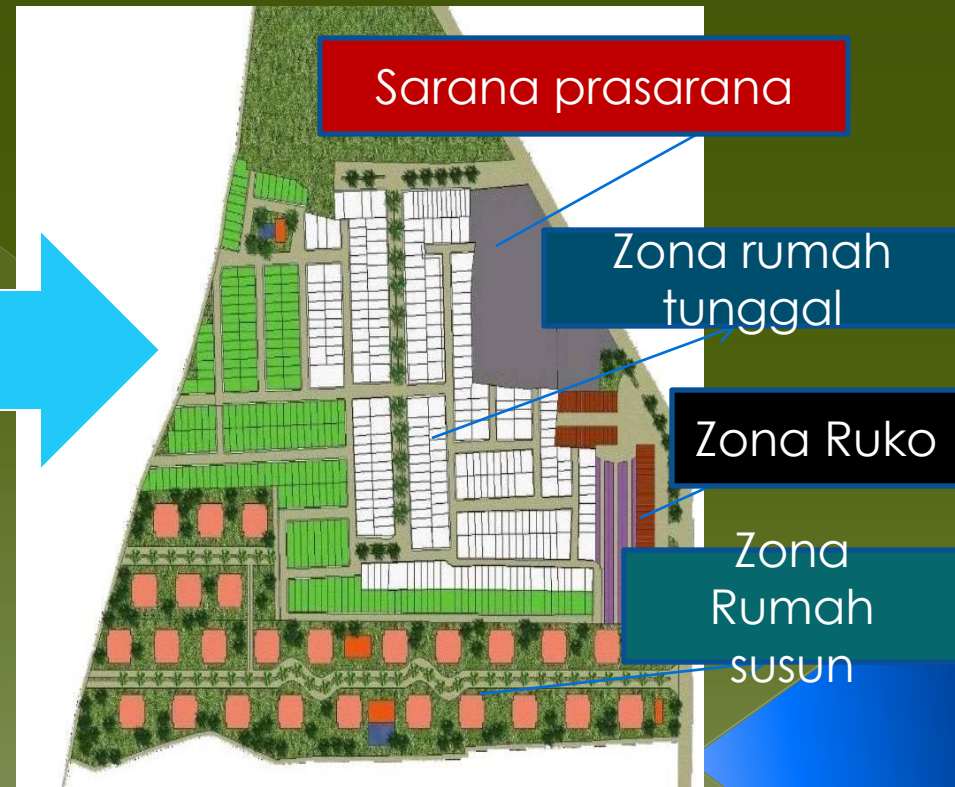 Sarana prasarana
Zona rumah
tunggal
Zona Ruko
Zona
Rumah
susun